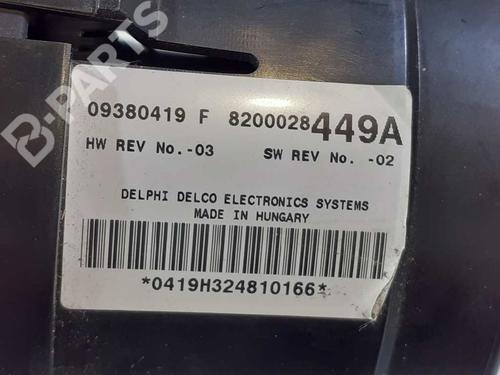 B-PARTS
09380419 F 8200028449A
HW REV No.-03 SW REV No. -02
DELPHI DELCO ELECTRONICS SYSTEMS
MADE IN HUNGARY
*0419H324810166*